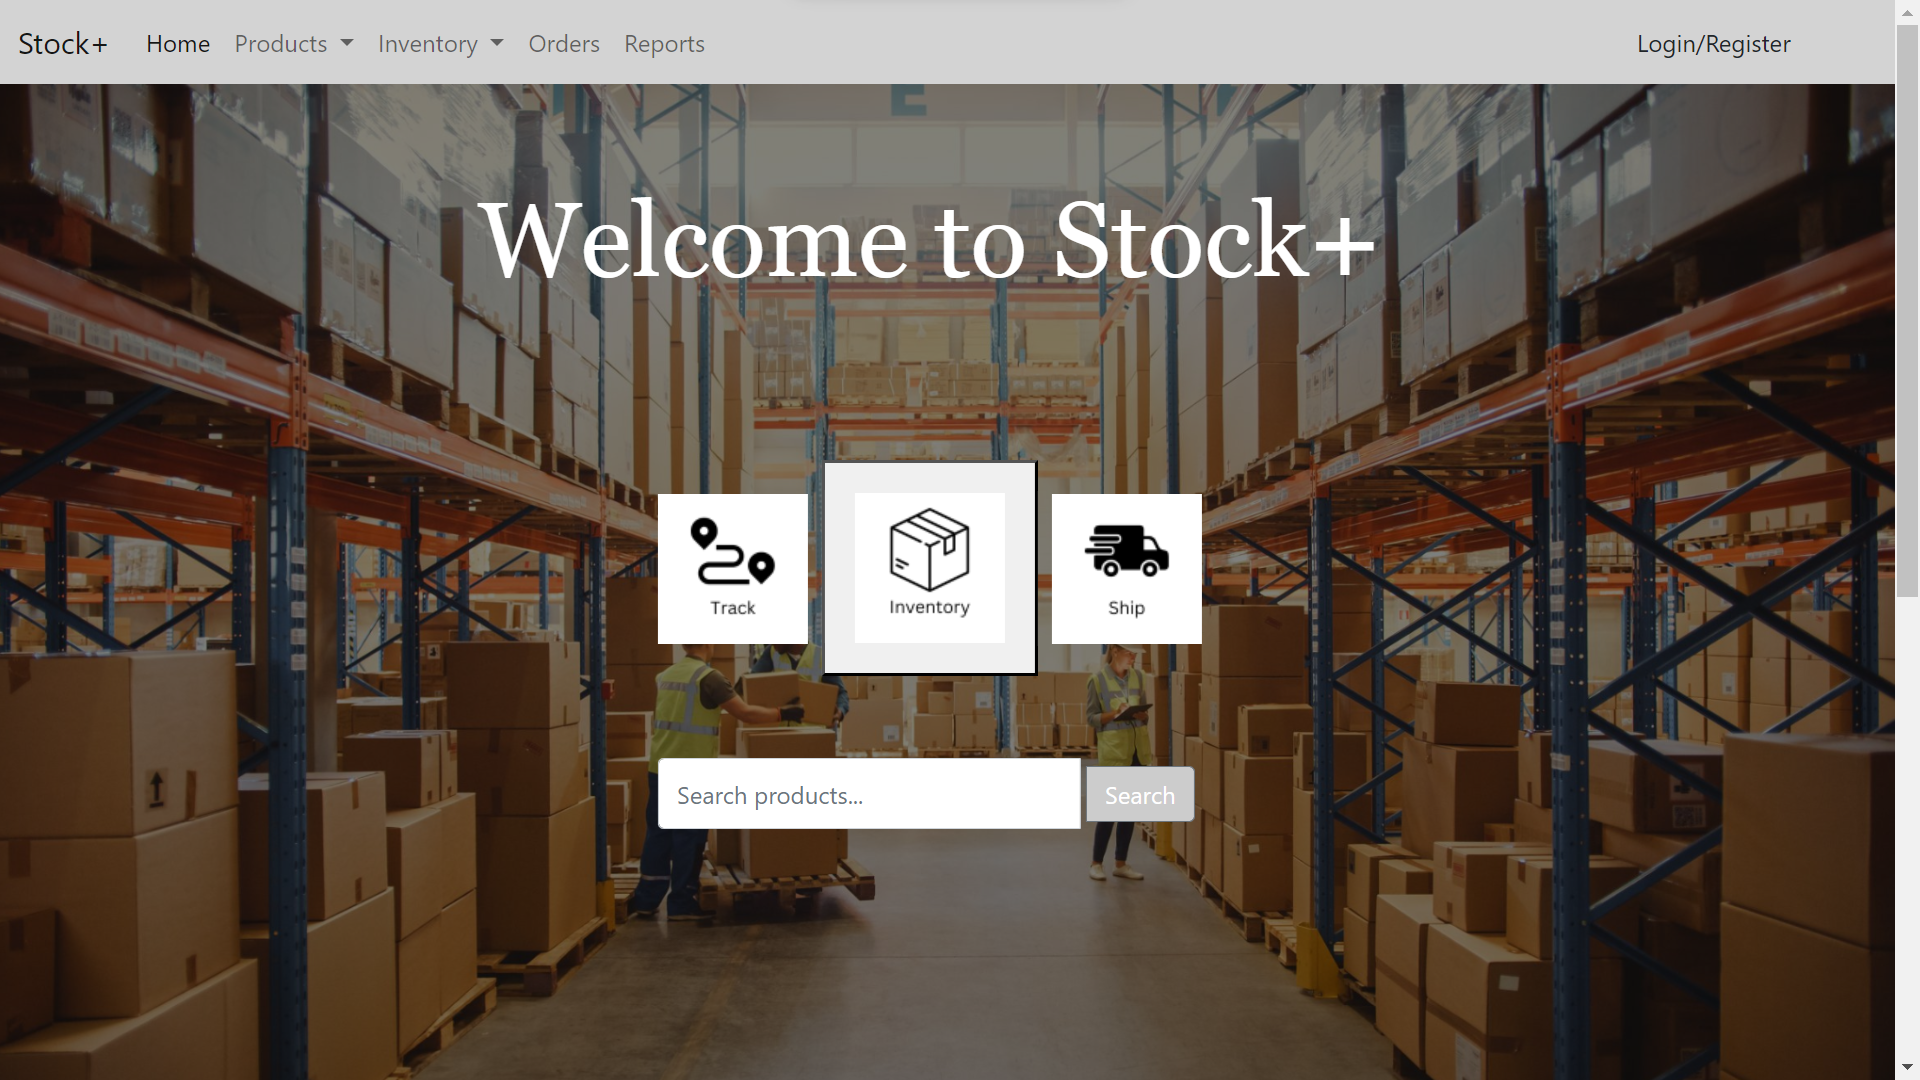 Stock+ Home Products Inventory Orders Reports Login/Register
E
Welcome to Stock+
Track Inventory Ship
Search products... Search